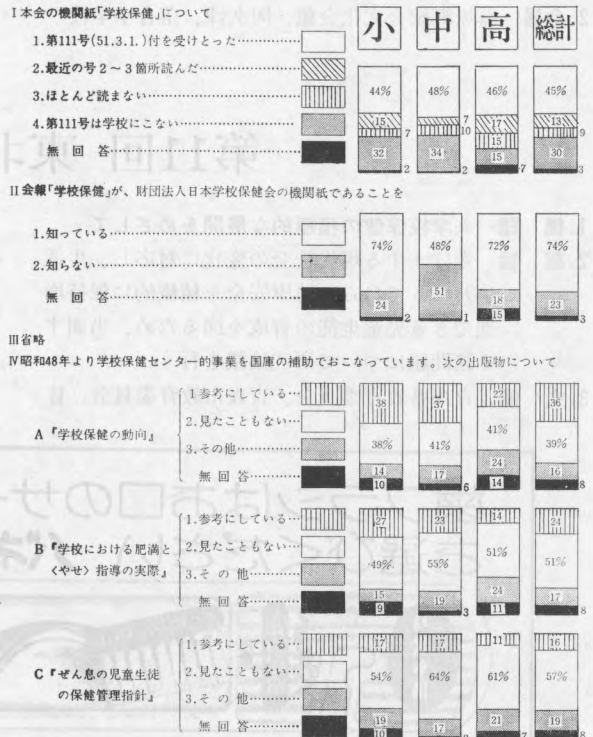 小 中 高 総計
I本会の機関紙「学校保健」について
1.第111号(51.3.1.)付を受けとった……
2.最近の号2～3箇所読んだ……
3.ほとんど読まない……
4.第111号は学校にこない……
無回答……
44% 48% 46% 45%
15 7 17 13
7 10 15 9
32 34 15 30
2 2 7 3
II会報「学校保健」が、財団法人日本学校保健会の機関紙であることを
1.知っている……
2.知らない……
無回答……
74% 48% 72% 74%
24 51 18 23
2 1 15 3
III省略
IV昭和48年より学校保健センター的事業を国庫の補助でおこなっています。次の出版物について
A『学校保健の動向』
1.参考にしている…
2.見たこともない…
3.その他……
無回答……
38 37 22 36
38% 41% 41% 39%
14 17 24 16
10 6 14 8
B『学校における肥満と〈やせ〉指導の実際』
1.参考にしている…
2.見たこともない…
3.その他……
無回答……
27 23 14 24
49% 55% 51% 51%
15 19 24 17
9 3 11 8
C『ぜん息の児童生徒の保健管理指針』
1.参考にしている…
2.見たこともない…
3.その他……
無回答……
17 17 11 16
54% 64% 61% 57%
19 17 21 19
10 7 8